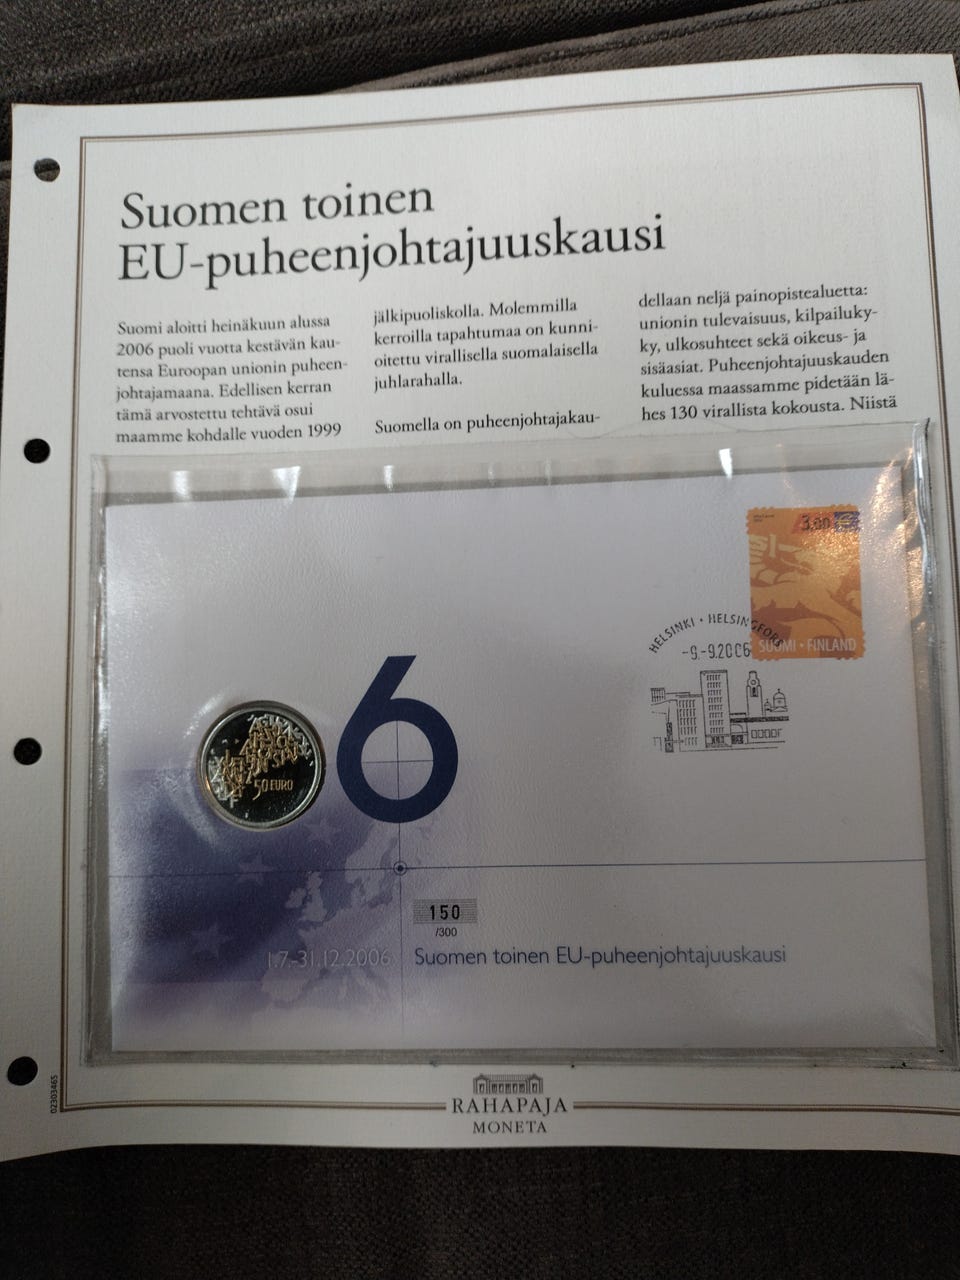 Suomen toinen
EU-puheenjohtajuuskausi
Suomi aloitti heinäkuun alussa
2006 puoli vuotta kestävän kau-
tensa Euroopan unionin puheen-
johtajamaana. Edellisen kerran
tämä arvostettu tehtävä osui
maamme kohdalle vuoden 1999
jälkipuoliskolla. Molemmilla
kerroilla tapahtumaa on kunni-
oitettu virallisella suomalaisella
juhlarahalla.
Suomella on puheenjohtajakau-
dellaan neljä painopistealuetta:
unionin tulevaisuus, kilpailuky-
ky, ulkosuhteet sekä oikeus- ja
sisäasiat. Puheenjohtajuuskauden
kuluessa maassamme pidetään lä-
hes 130 virallista kokousta. Niistä
3,00
SUOMI • FINLAND
HELSINKI • HELSINGFORS
-9.-9.2006
50 EURO
6
150
/300
1.7.-31.12.2006
Suomen toinen EU-puheenjohtajuuskausi
02303465
RAHAPAJA
MONETA